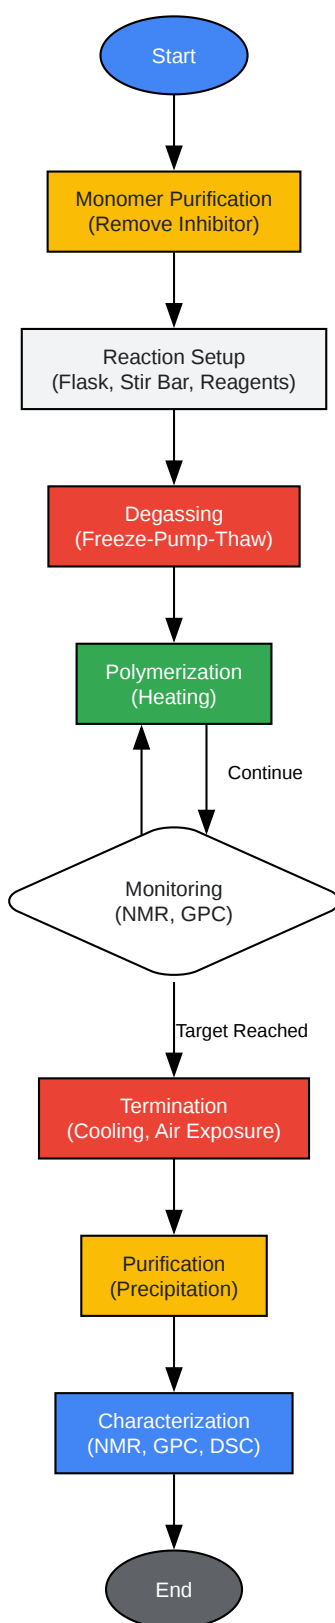 Start
Monomer Purification
(Remove Inhibitor)
Reaction Setup
(Flask, Stir Bar, Reagents)
Degassing
(Freeze-Pump-Thaw)
Polymerization
(Heating)
Continue
Monitoring
(NMR, GPC)
Target Reached
Termination
(Cooling, Air Exposure)
Purification
(Precipitation)
Characterization
(NMR, GPC, DSC)
End